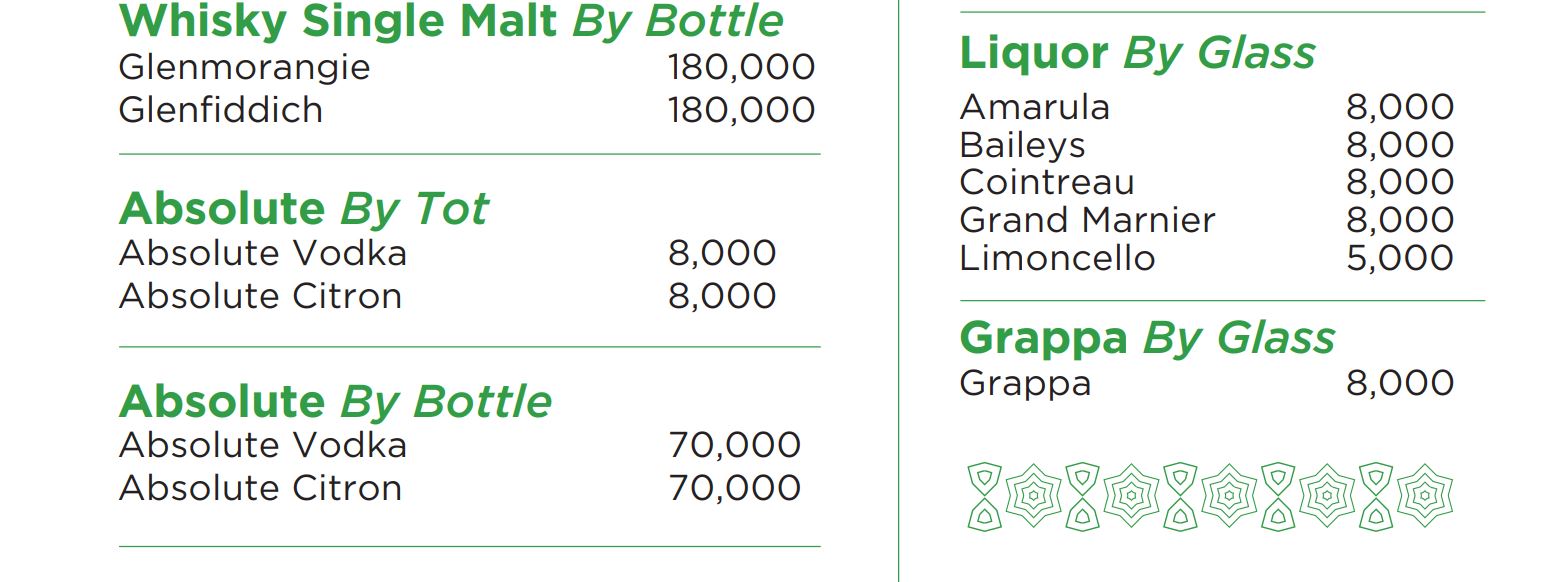 Whisky Single Malt By Bottle
Glenmorangie 180,000
Glenfiddich 180,000
Absolute By Tot
Absolute Vodka 8,000
Absolute Citron 8,000
Absolute By Bottle
Absolute Vodka 70,000
Absolute Citron 70,000
Liquor By Glass
Amarula 8,000
Baileys 8,000
Cointreau 8,000
Grand Marnier 8,000
Limoncello 5,000
Grappa By Glass
Grappa 8,000